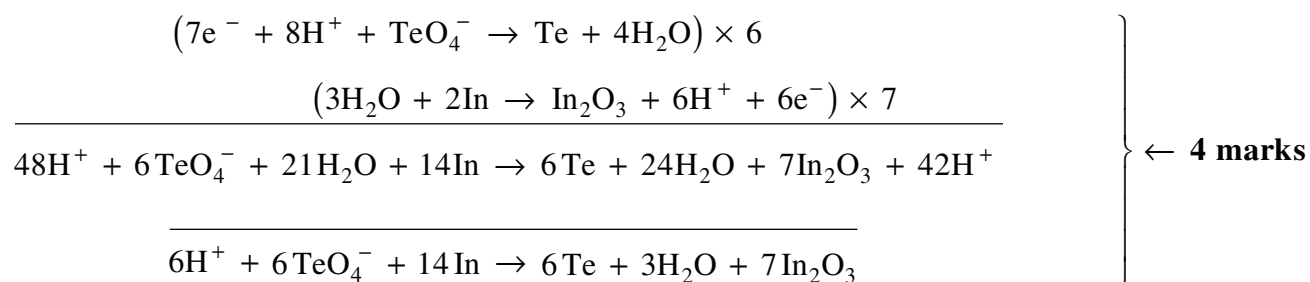 (7e⁻ + 8H⁺ + TeO₄⁻ → Te + 4H₂O) × 6
(3H₂O + 2In → In₂O₃ + 6H⁺ + 6e⁻) × 7
48H⁺ + 6TeO₄⁻ + 21H₂O + 14In → 6Te + 24H₂O + 7In₂O₃ + 42H⁺ ← 4 marks
6H⁺ + 6TeO₄⁻ + 14In → 6Te + 3H₂O + 7In₂O₃